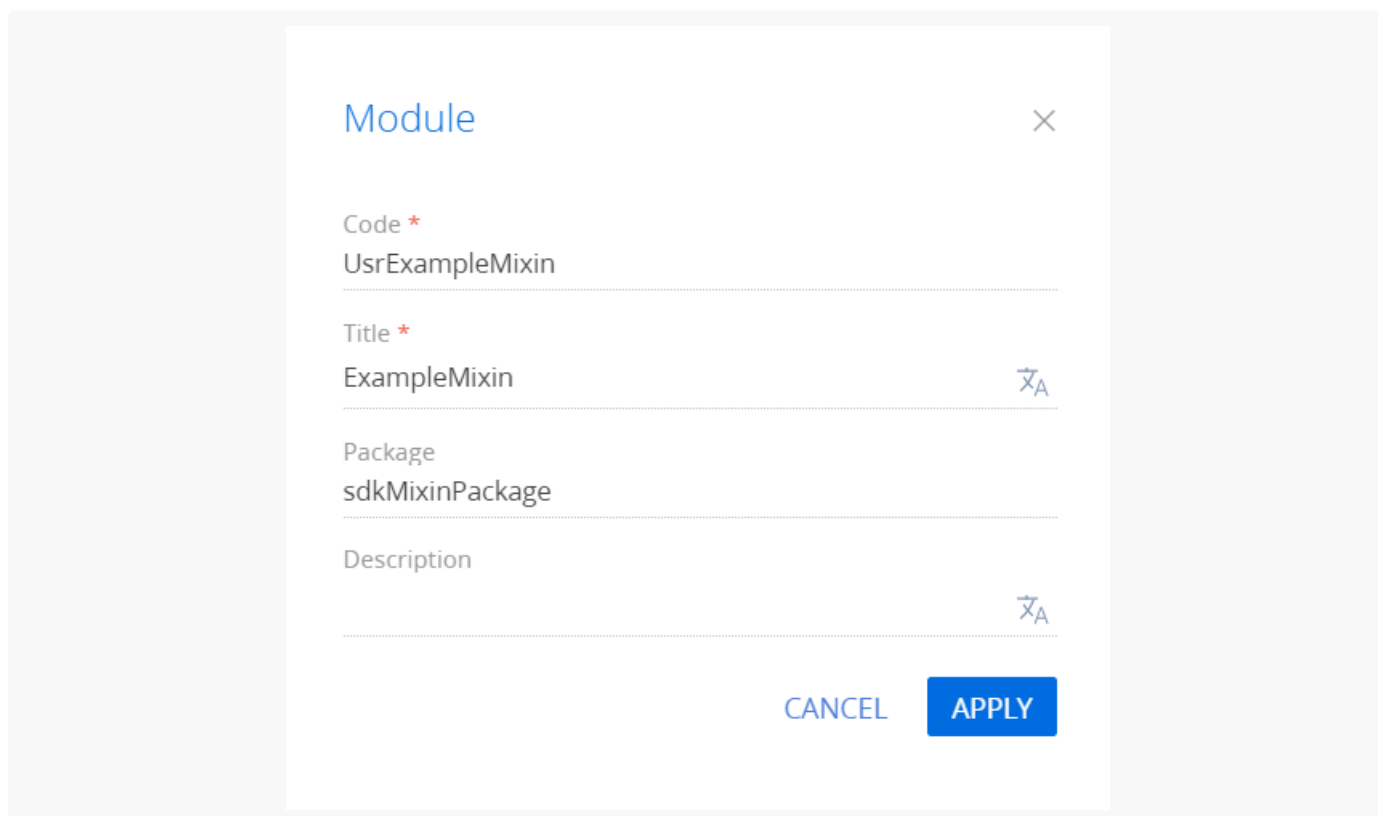 Module
Code *
UsrExampleMixin
Title *
ExampleMixin
Package
sdkMixinPackage
Description
CANCEL APPLY